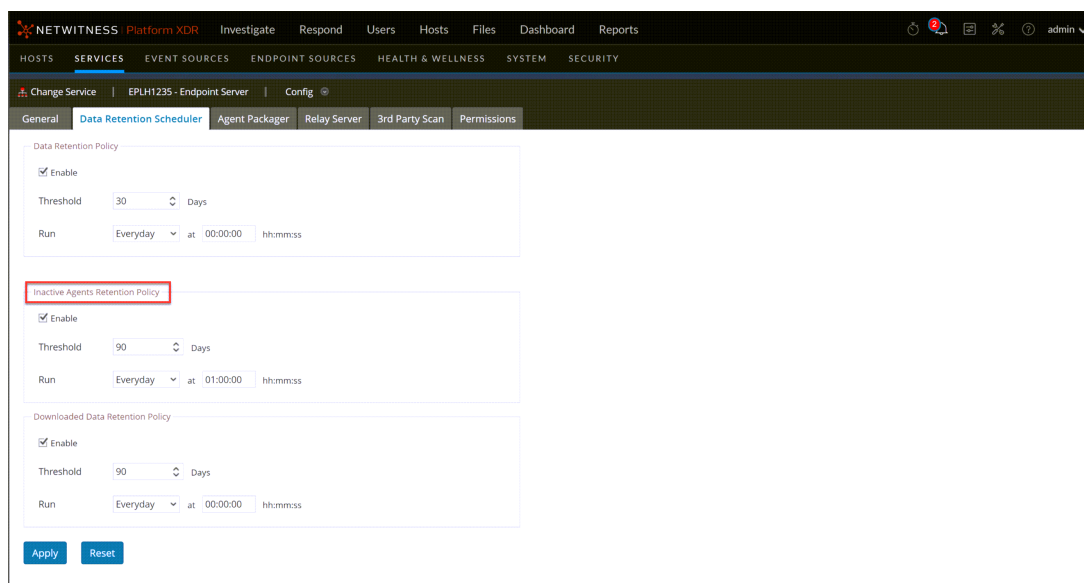 NETWITNESS Platform XDR Investigate Respond Users Hosts Files Dashboard Reports 2 admin
HOSTS SERVICES EVENT SOURCES ENDPOINT SOURCES HEALTH & WELLNESS SYSTEM SECURITY
Change Service | EPLH1235 - Endpoint Server | Config
General Data Retention Scheduler Agent Packager Relay Server 3rd Party Scan Permissions
Data Retention Policy
Enable
Threshold 30 Days
Run Everyday at 00:00:00 hh:mm:ss
Inactive Agents Retention Policy
Enable
Threshold 90 Days
Run Everyday at 01:00:00 hh:mm:ss
Downloaded Data Retention Policy
Enable
Threshold 90 Days
Run Everyday at 00:00:00 hh:mm:ss
Apply Reset